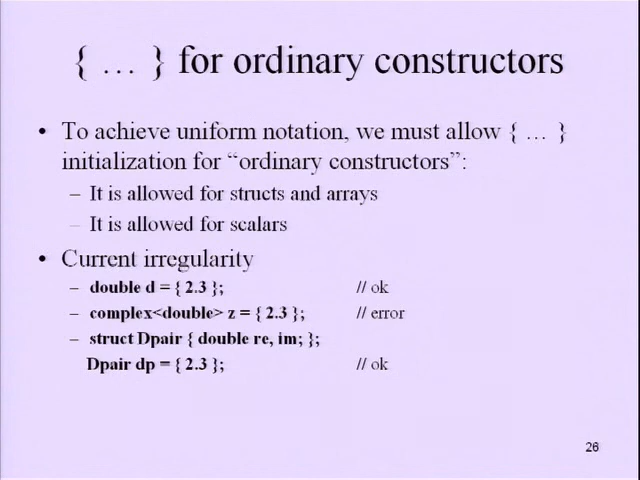 { … } for ordinary constructors
• To achieve uniform notation, we must allow { … }
initialization for “ordinary constructors”:
– It is allowed for structs and arrays
– It is allowed for scalars
• Current irregularity
– double d = { 2.3 }; // ok
– complex<double> z = { 2.3 }; // error
– struct Dpair { double re, im; };
Dpair dp = { 2.3 }; // ok
26